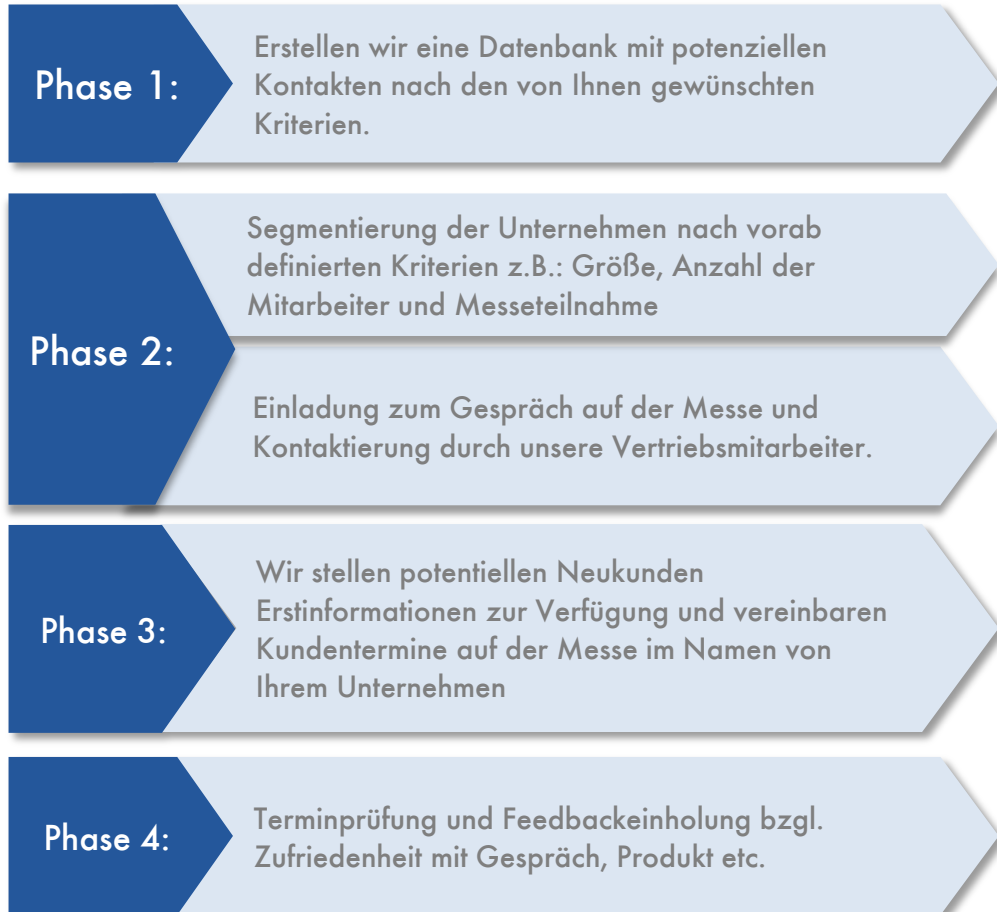 Phase 1:
Erstellen wir eine Datenbank mit potenziellen
Kontakten nach den von Ihnen gewünschten
Kriterien.
Phase 2:
Segmentierung der Unternehmen nach vorab
definierten Kriterien z.B.: Größe, Anzahl der
Mitarbeiter und Messeteilnahme
Einladung zum Gespräch auf der Messe und
Kontaktierung durch unsere Vertriebsmitarbeiter.
Phase 3:
Wir stellen potentiellen Neukunden
Erstinformationen zur Verfügung und vereinbaren
Kundentermine auf der Messe im Namen von
Ihrem Unternehmen
Phase 4:
Terminprüfung und Feedbackeinholung bzgl.
Zufriedenheit mit Gespräch, Produkt etc.